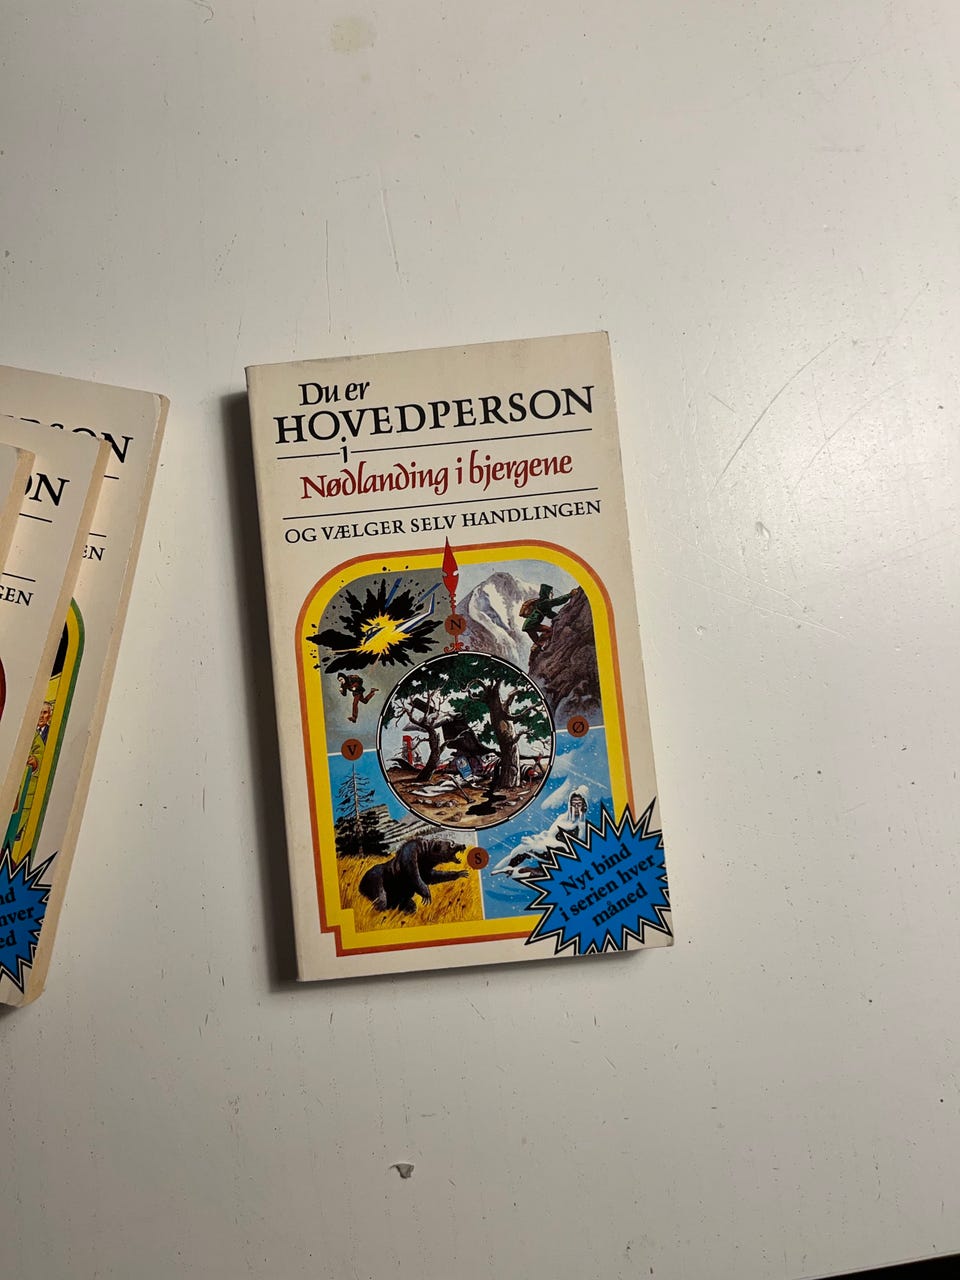 Du er
HOVEDPERSON
i
Nødlanding i bjergene
OG VÆLGER SELV HANDLINGEN
N
V
Ø
S
Nyt bind
i serien hver
måned